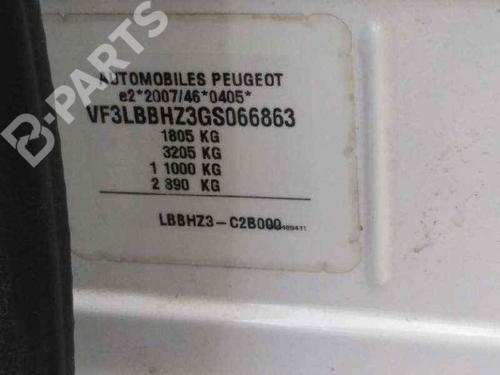 B-PARTS
AUTOMOBILES PEUGEOT
e2*2007/46*0405*
VF3LBBHZ3GS066863
1805 KG
3205 KG
1 1000 KG
2 890 KG
LBBHZ3-C2B000